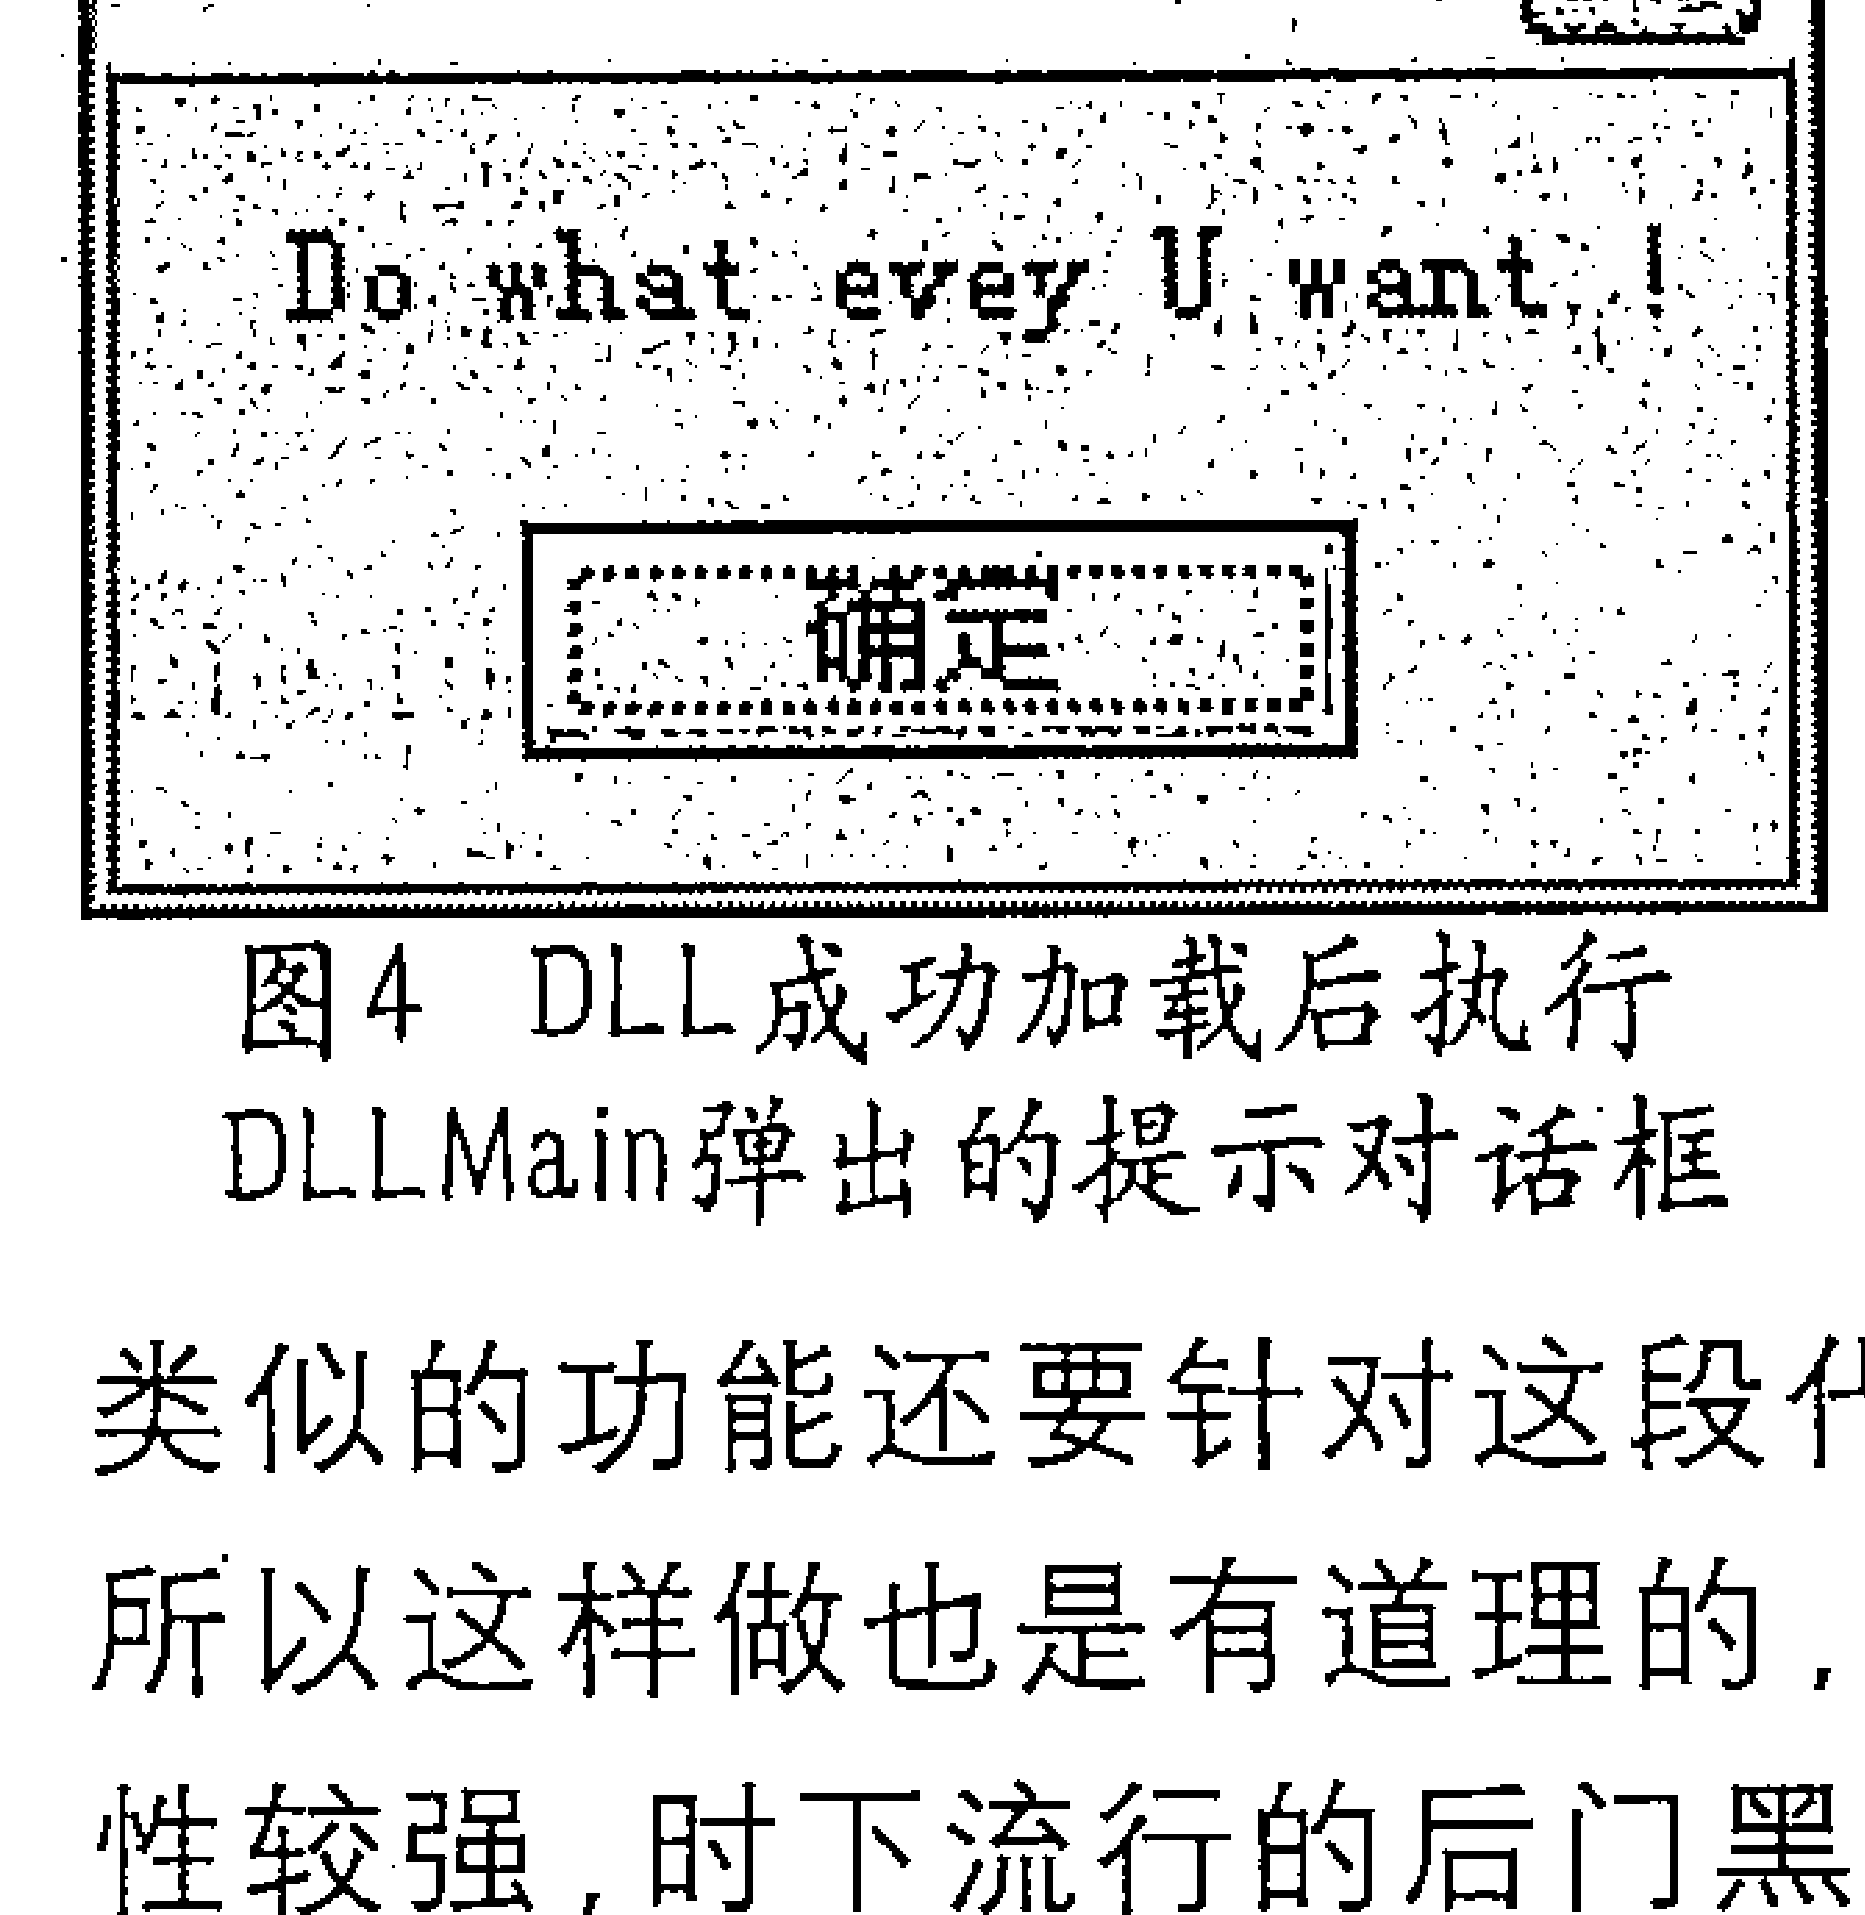 Do what evey U want !
确定
图4 DLL成功加载后执行
DLLMain弹出的提示对话框
类似的功能还要针对这段
所以这样做也是有道理的,
性较强,时下流行的后门黑